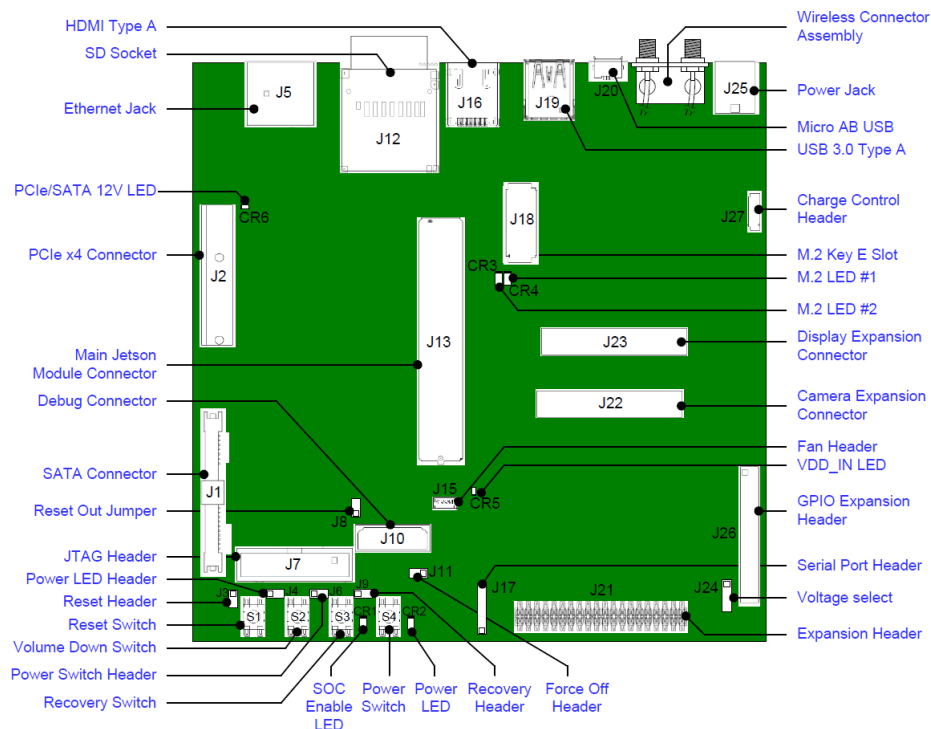 HDMI Type A
SD Socket
Ethernet Jack
PCIe/SATA 12V LED
PCIe x4 Connector
Main Jetson
Module Connector
Debug Connector
SATA Connector
Reset Out Jumper
JTAG Header
Power LED Header
Reset Header
Reset Switch
Volume Down Switch
Power Switch Header
Recovery Switch
SOC
Enable
LED
Power
Switch
Power
LED
Recovery
Header
Force Off
Header
Wireless Connector
Assembly
Power Jack
Micro AB USB
USB 3.0 Type A
Charge Control
Header
M.2 Key E Slot
M.2 LED #1
M.2 LED #2
Display Expansion
Connector
Camera Expansion
Connector
Fan Header
VDD_IN LED
GPIO Expansion
Header
Serial Port Header
Voltage select
Expansion Header
J5
J12
J16
J19
J20
J25
CR6
J2
J18
J27
CR3
CR4
J13
J23
J22
J1
J8
J15
CR5
J10
J26
J7
J11
J17
J21
J24
J3
J4
J6
J9
S1
S2
S3
CR1
S4
CR2